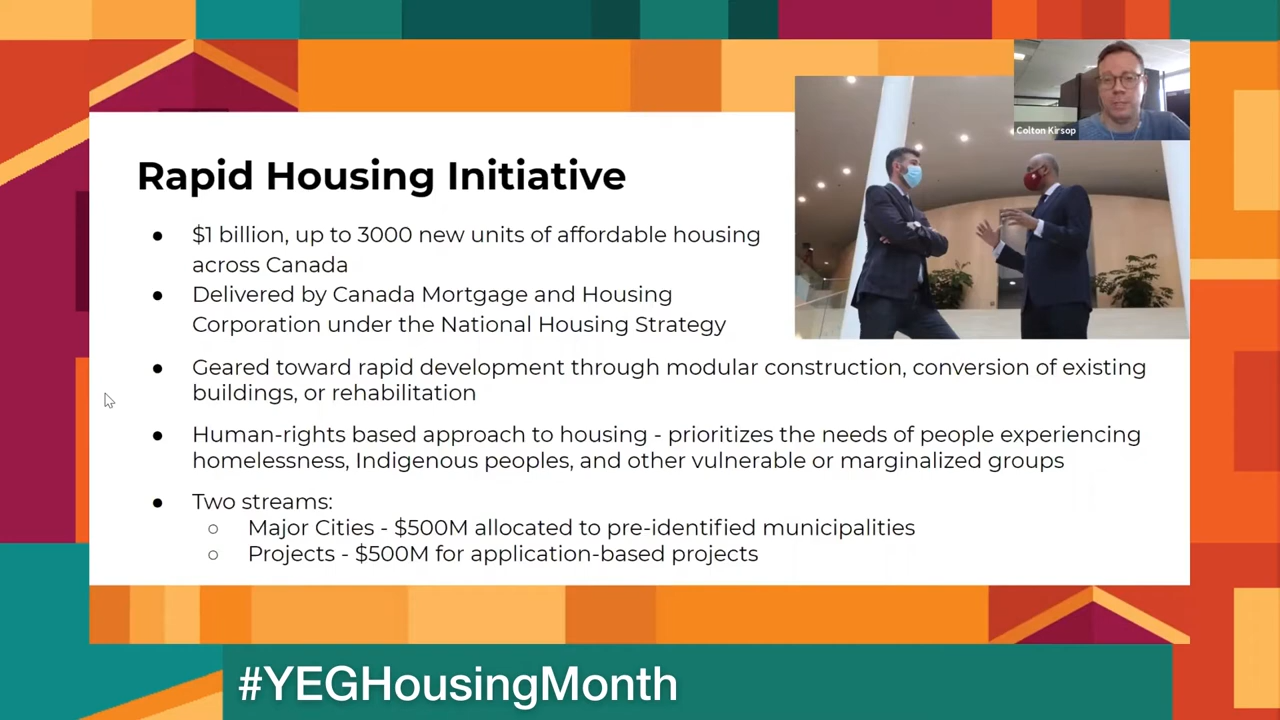 Colton Kirsop
Rapid Housing Initiative
● $1 billion, up to 3000 new units of affordable housing
across Canada
● Delivered by Canada Mortgage and Housing
Corporation under the National Housing Strategy
● Geared toward rapid development through modular construction, conversion of existing
buildings, or rehabilitation
● Human-rights based approach to housing - prioritizes the needs of people experiencing
homelessness, Indigenous peoples, and other vulnerable or marginalized groups
● Two streams:
○ Major Cities - $500M allocated to pre-identified municipalities
○ Projects - $500M for application-based projects
#YEGHousingMonth